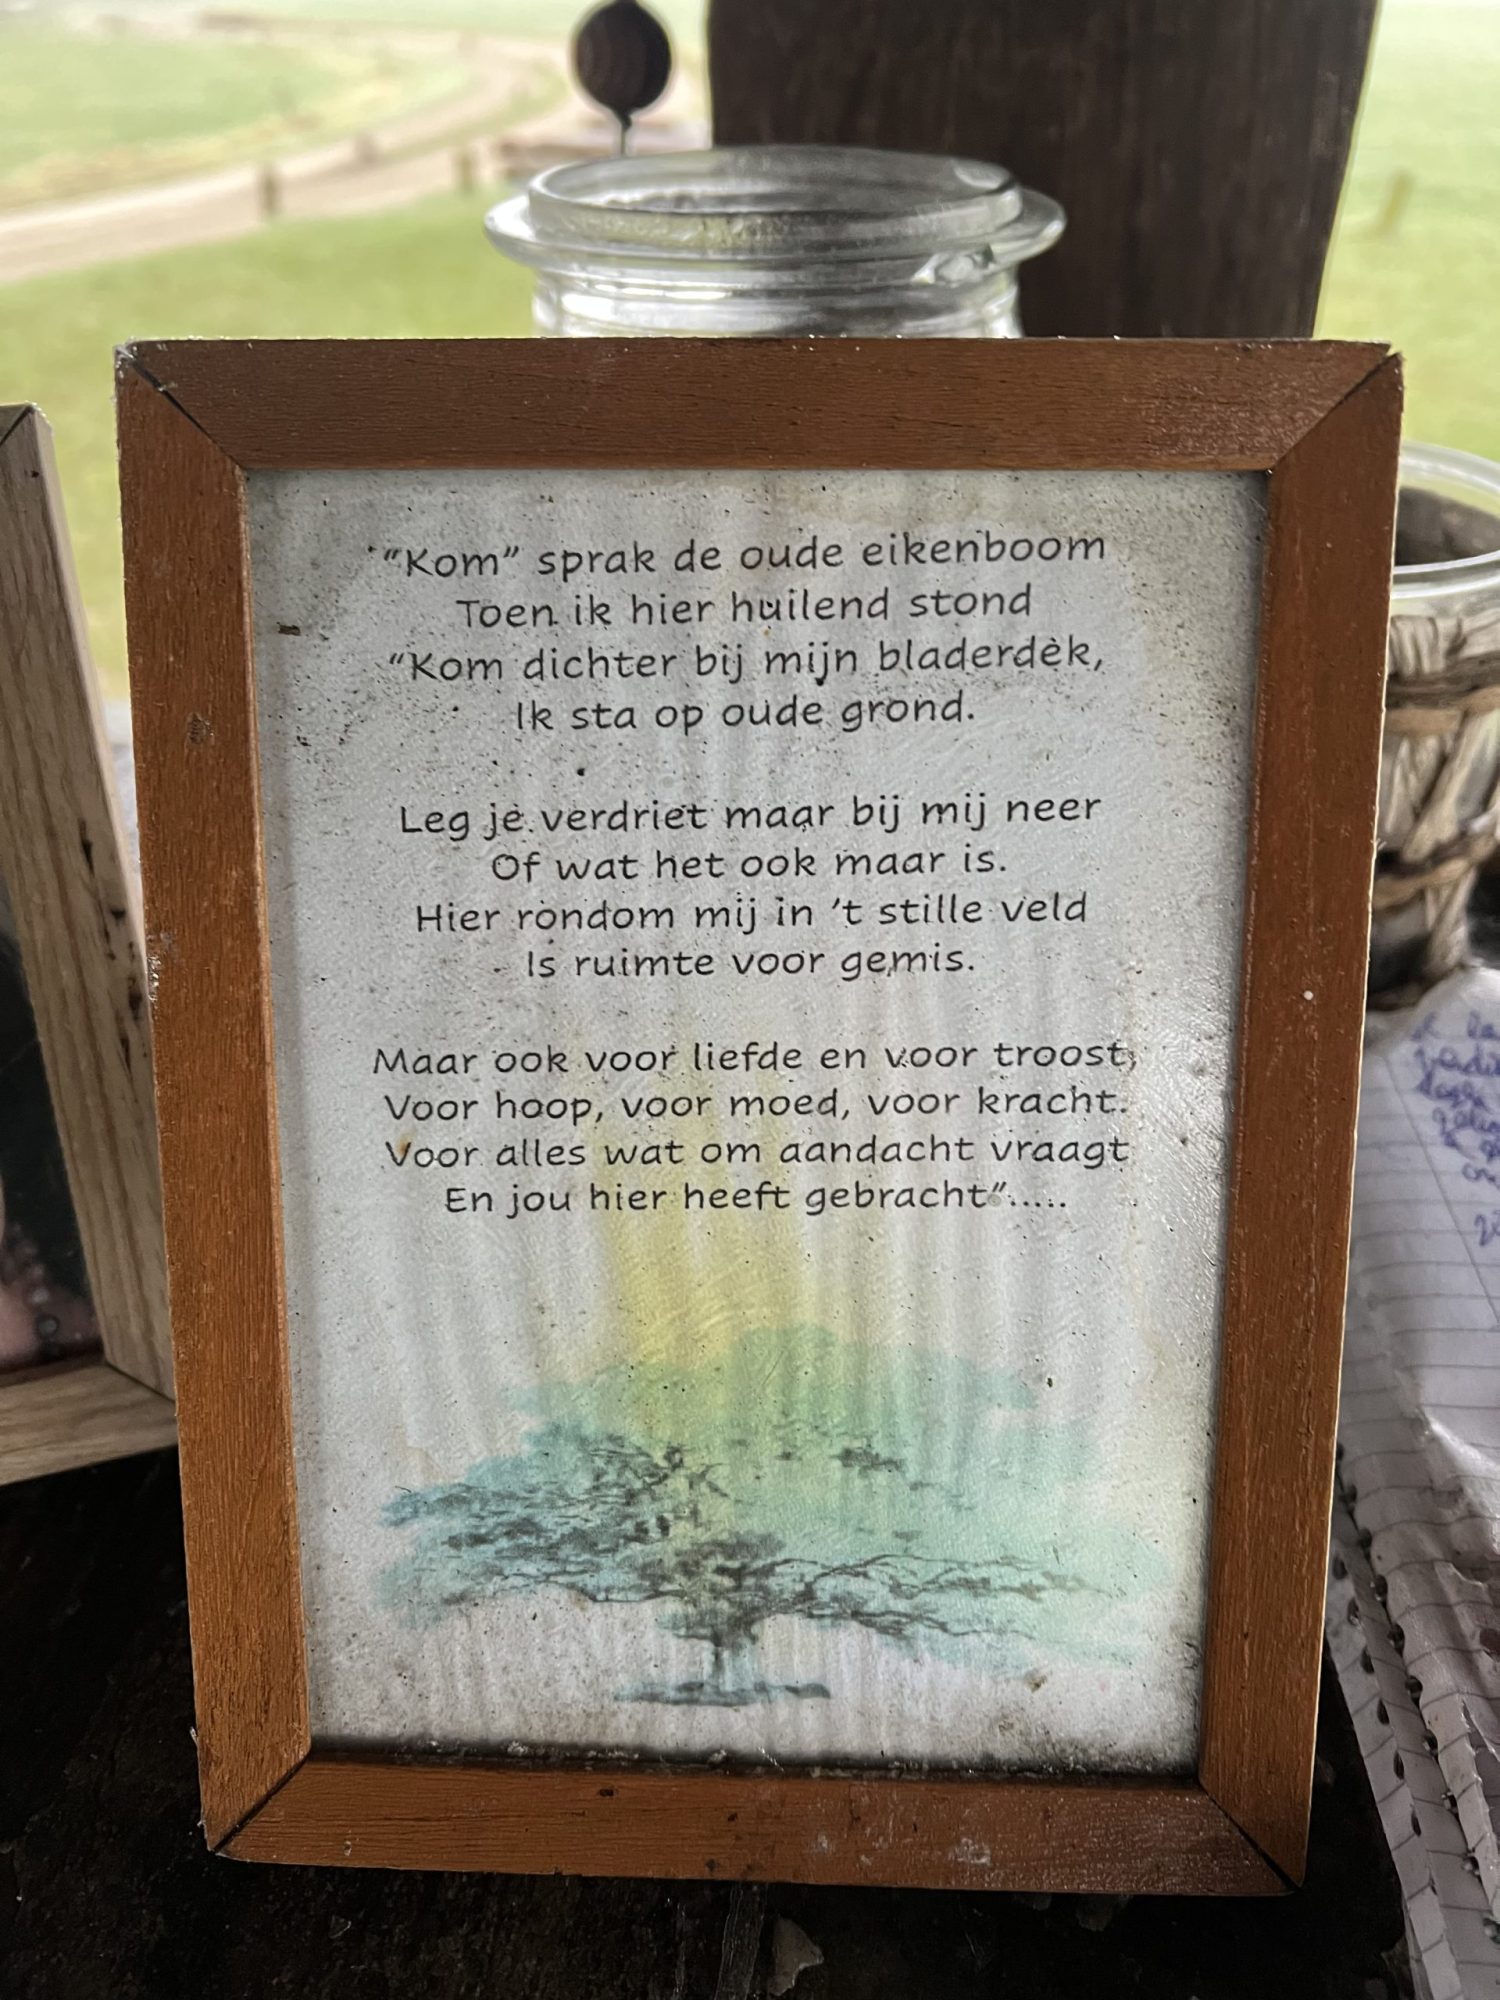 "Kom" sprak de oude eikenboom
Toen ik hier huilend stond
"Kom dichter bij mijn bladerdek,
Ik sta op oude grond.
Leg je verdriet maar bij mij neer
Of wat het ook maar is.
Hier rondom mij in 't stille veld
Is ruimte voor gemis.
Maar ook voor liefde en voor troost,
Voor hoop, voor moed, voor kracht.
Voor alles wat om aandacht vraagt
En jou hier heeft gebracht".....